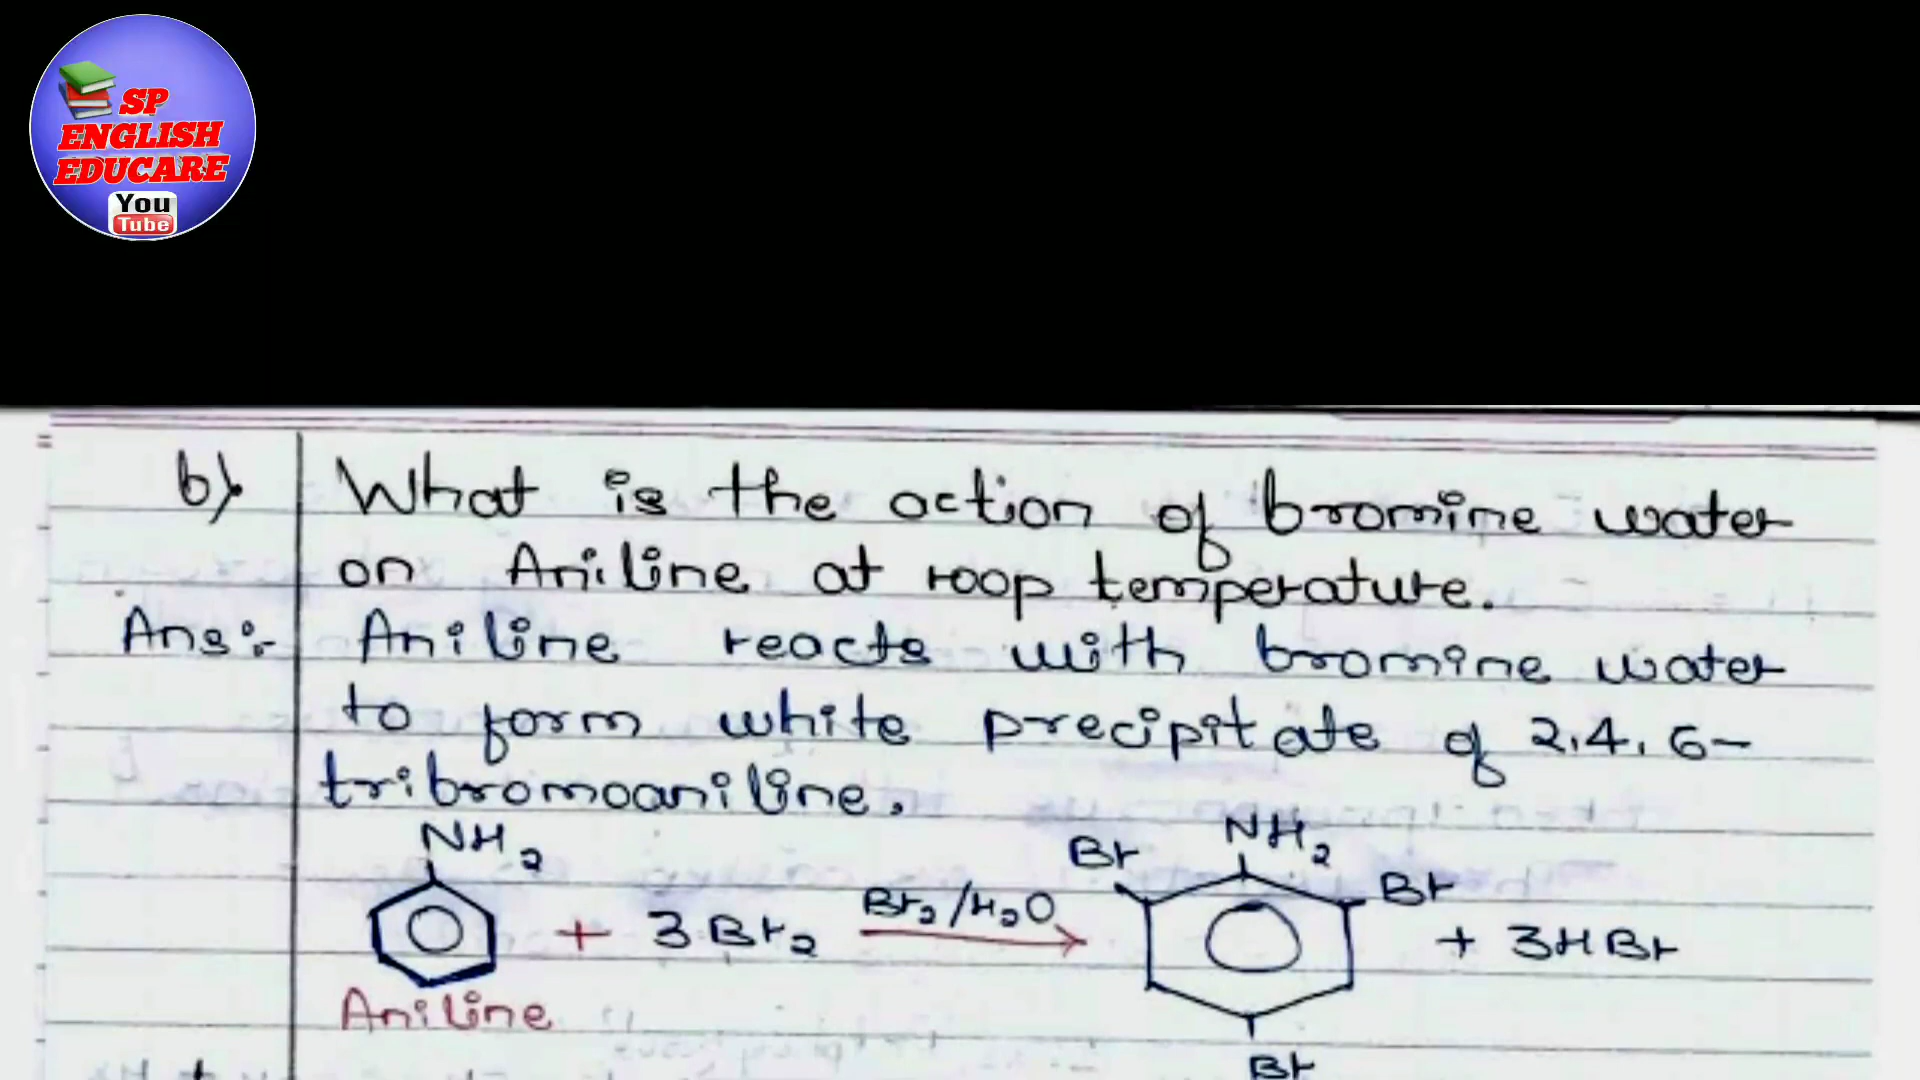 SP
ENGLISH
EDUCARE
You
Tube
b). What is the action of bromine water
on Aniline at roop temperature.
Ans:- Aniline reacts with bromine water
to form white precipitate of 2,4,6-
tribromoaniline.
NH2
NH2
Br
Br
+ 3Br2
Br2/H2O
+ 3HBr
Aniline
Br